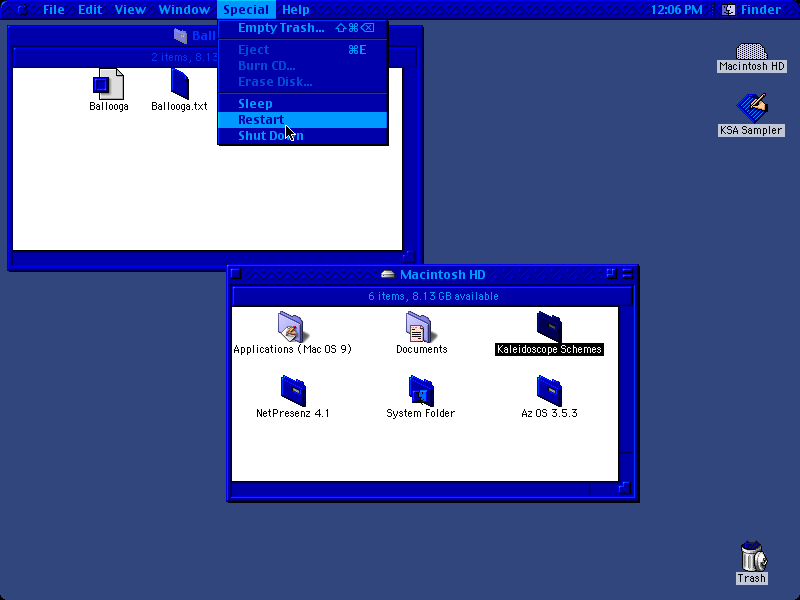 File Edit View Window Special Help 12:06 PM Finder
Empty Trash... ⇧⌘⌫
Eject ⌘E
Burn CD...
Erase Disk...
Sleep
Restart
Shut Down
Ball
2 items, 8.13
Ballooga
Ballooga.txt
Macintosh HD
KSA Sampler
Macintosh HD
6 items, 8.13 GB available
Applications (Mac OS 9)
Documents
Kaleidoscope Schemes
NetPresenz 4.1
System Folder
Az OS 3.5.3
Trash